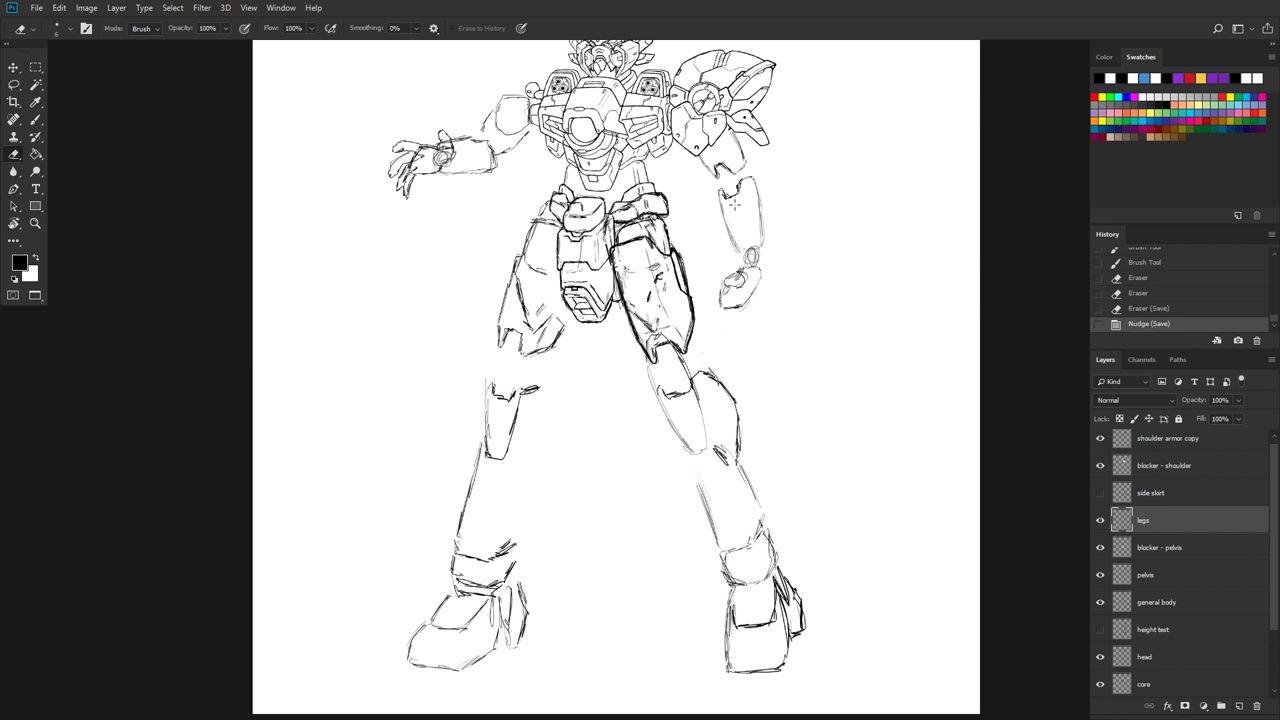 Ps File Edit Image Layer Type Select Filter 3D View Window Help
6 Mode: Brush Opacity: 100% Flow: 100% Smoothing: 0% Erase to History
Color Swatches
History
Brush Tool
Eraser
Eraser
Eraser (Save)
Nudge (Save)
Layers Channels Paths
Kind
Normal Opacity: 100%
Lock: Fill: 100%
shoulder armor copy
blocker - shoulder
side skirt
legs
blocker - pelvis
pelvis
general body
height test
head
core